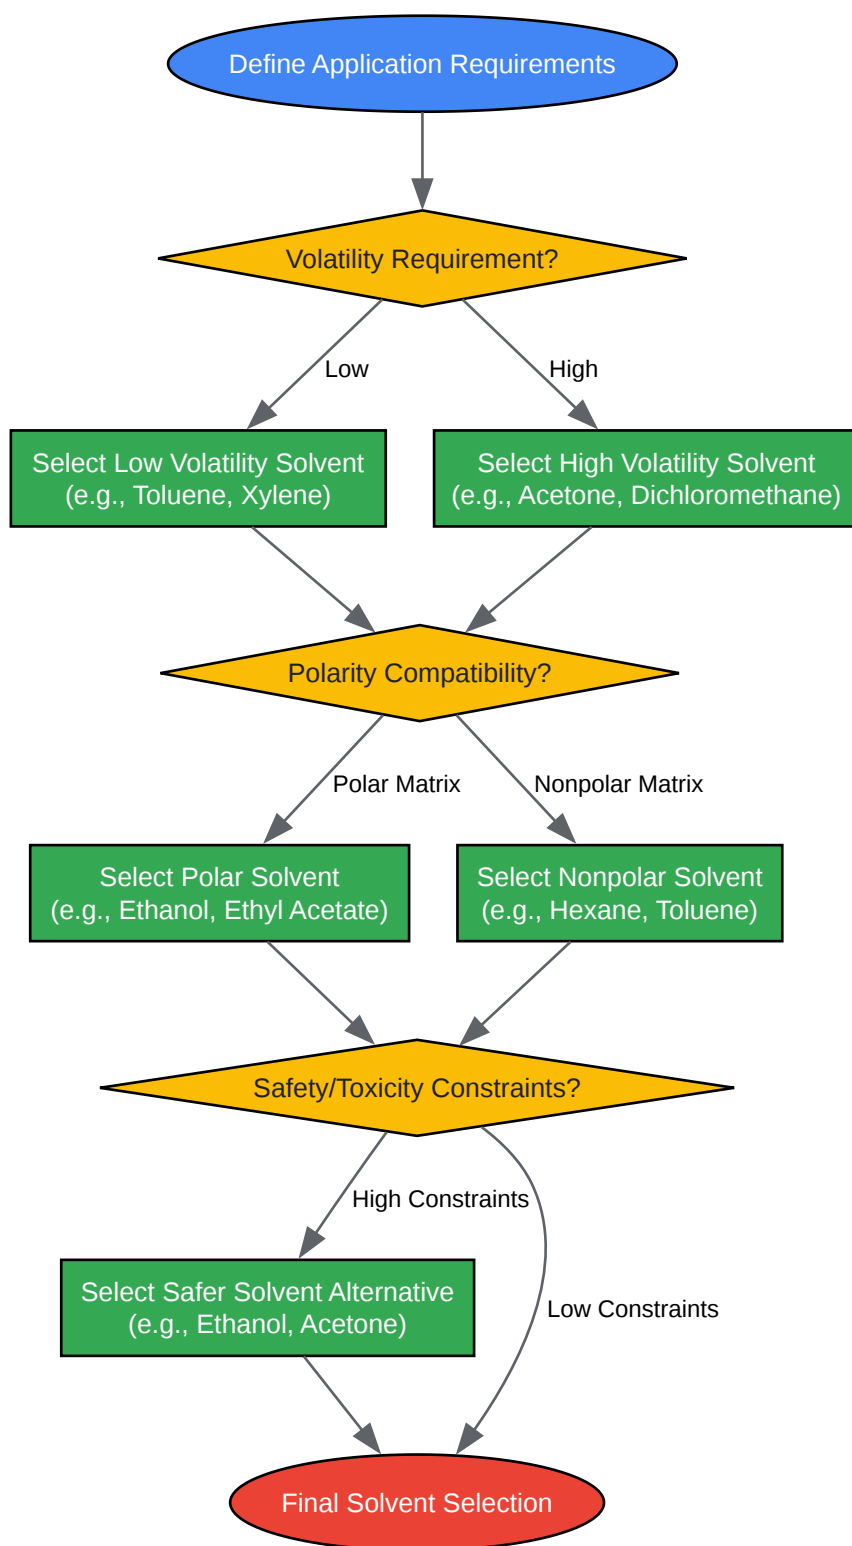 Define Application Requirements
Volatility Requirement?
Low
High
Select Low Volatility Solvent
(e.g., Toluene, Xylene)
Select High Volatility Solvent
(e.g., Acetone, Dichloromethane)
Polarity Compatibility?
Polar Matrix
Nonpolar Matrix
Select Polar Solvent
(e.g., Ethanol, Ethyl Acetate)
Select Nonpolar Solvent
(e.g., Hexane, Toluene)
Safety/Toxicity Constraints?
High Constraints
Select Safer Solvent Alternative
(e.g., Ethanol, Acetone)
Low Constraints
Final Solvent Selection